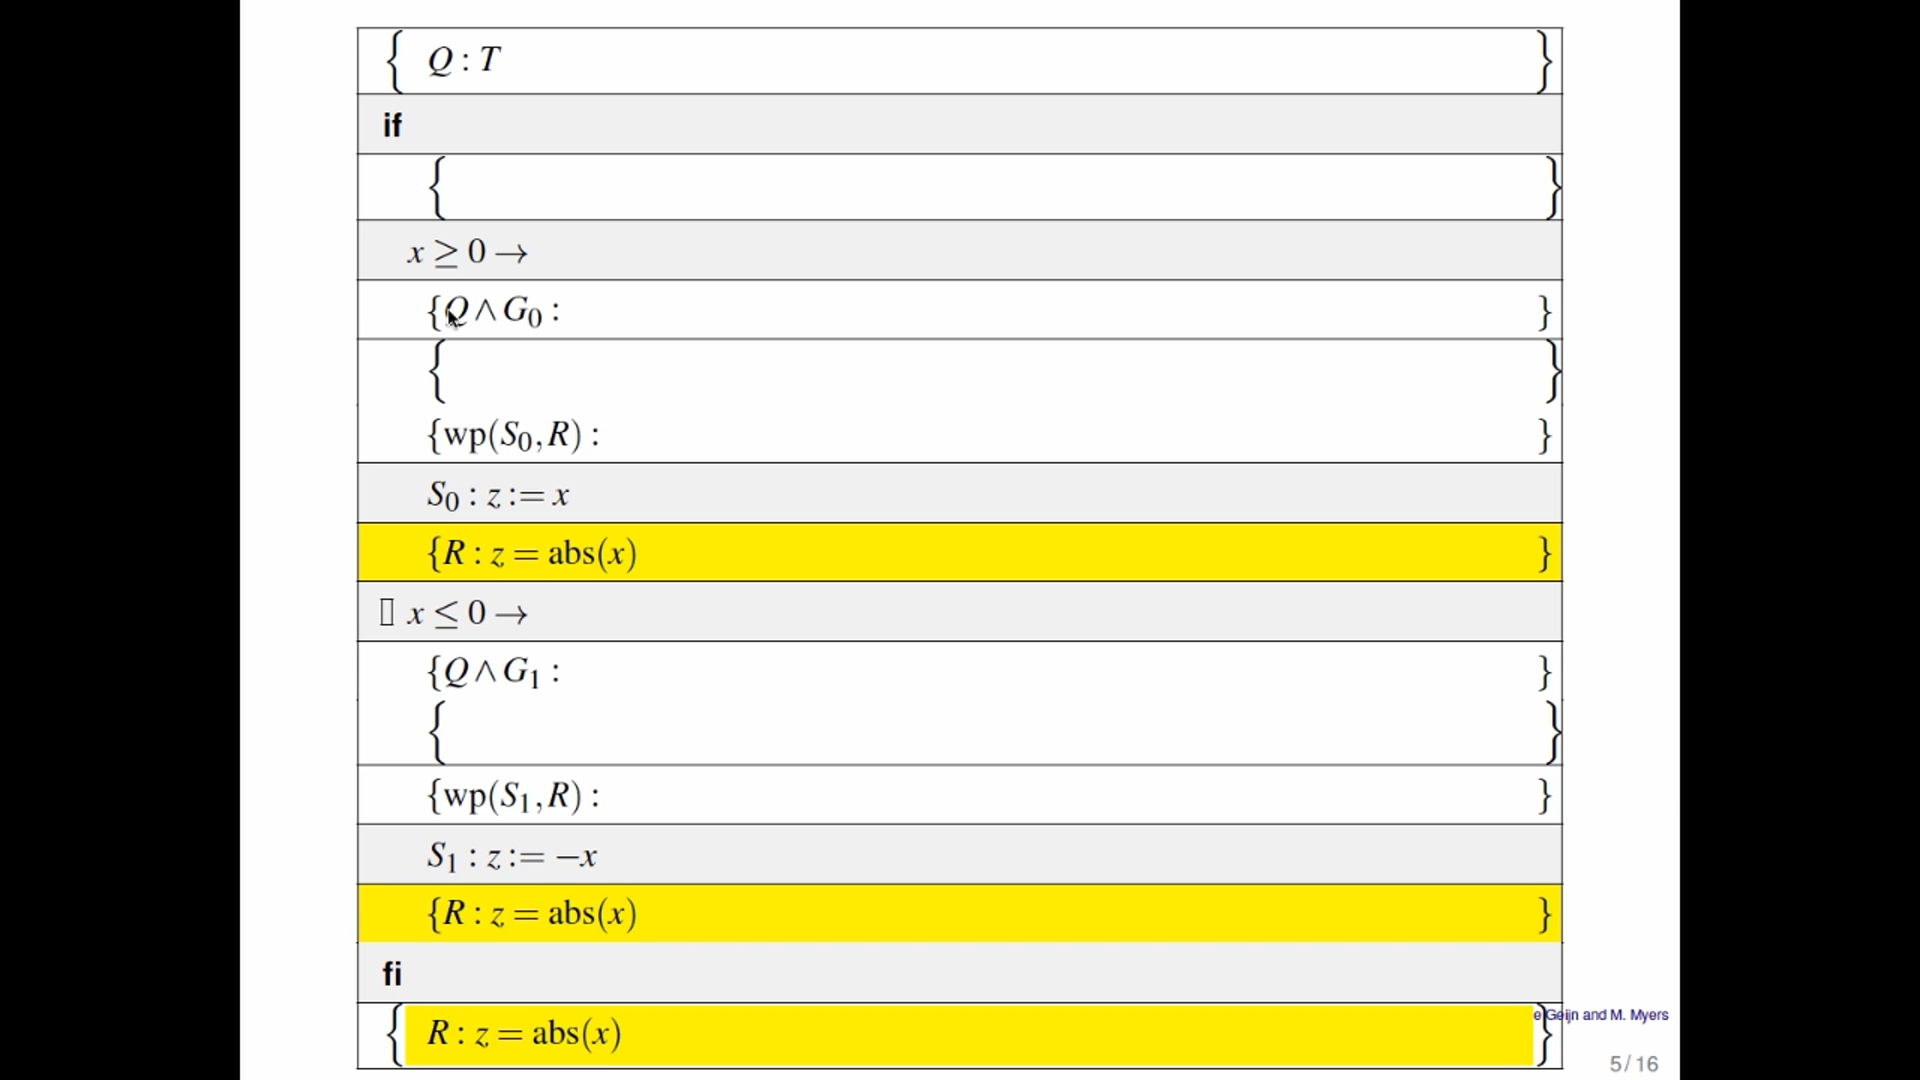 { Q : T }
if
{ }
x ≥ 0 →
{Q ∧ G₀ : }
{ }
{wp(S₀, R) : }
S₀ : z := x
{R : z = abs(x) }
▯ x ≤ 0 →
{Q ∧ G₁ : }
{ }
{wp(S₁, R) : }
S₁ : z := −x
{R : z = abs(x) }
fi
e Geijn and M. Myers
{ R : z = abs(x) }
5 / 16